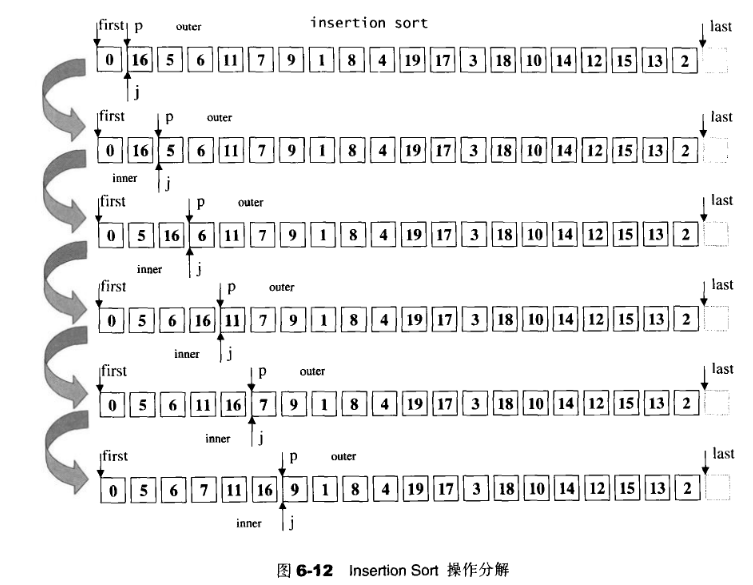 insertion sort
first p outer last
0 16 5 6 11 7 9 1 8 4 19 17 3 18 10 14 12 15 13 2
j
first p outer last
0 16 5 6 11 7 9 1 8 4 19 17 3 18 10 14 12 15 13 2
inner j
first p outer last
0 5 16 6 11 7 9 1 8 4 19 17 3 18 10 14 12 15 13 2
inner j
first p outer last
0 5 6 16 11 7 9 1 8 4 19 17 3 18 10 14 12 15 13 2
inner j
first p outer last
0 5 6 11 16 7 9 1 8 4 19 17 3 18 10 14 12 15 13 2
inner j
first p outer last
0 5 6 7 11 16 9 1 8 4 19 17 3 18 10 14 12 15 13 2
inner j
图 6-12 Insertion Sort 操作分解